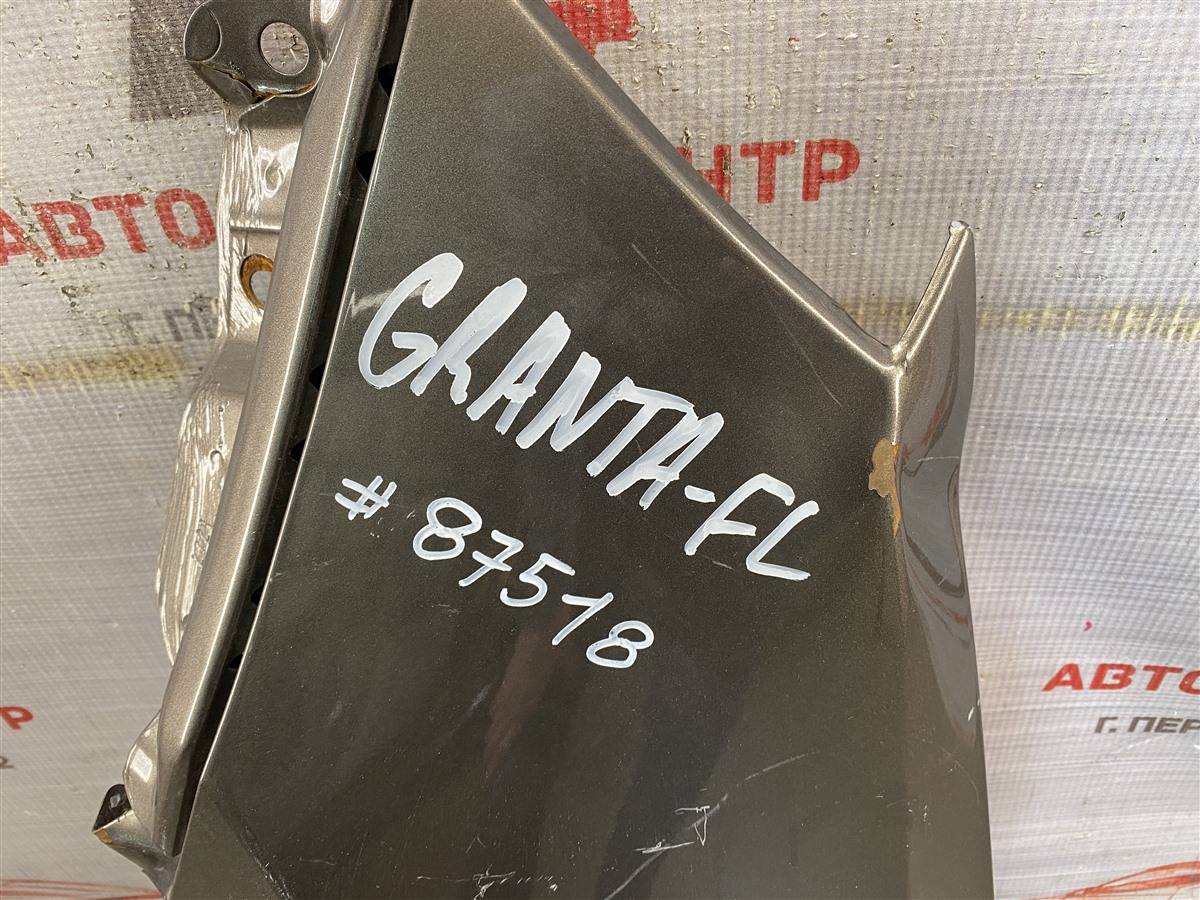 АВТО
НТР
GRANTA-FL
# 87518
АВТО
Г. ПЕР